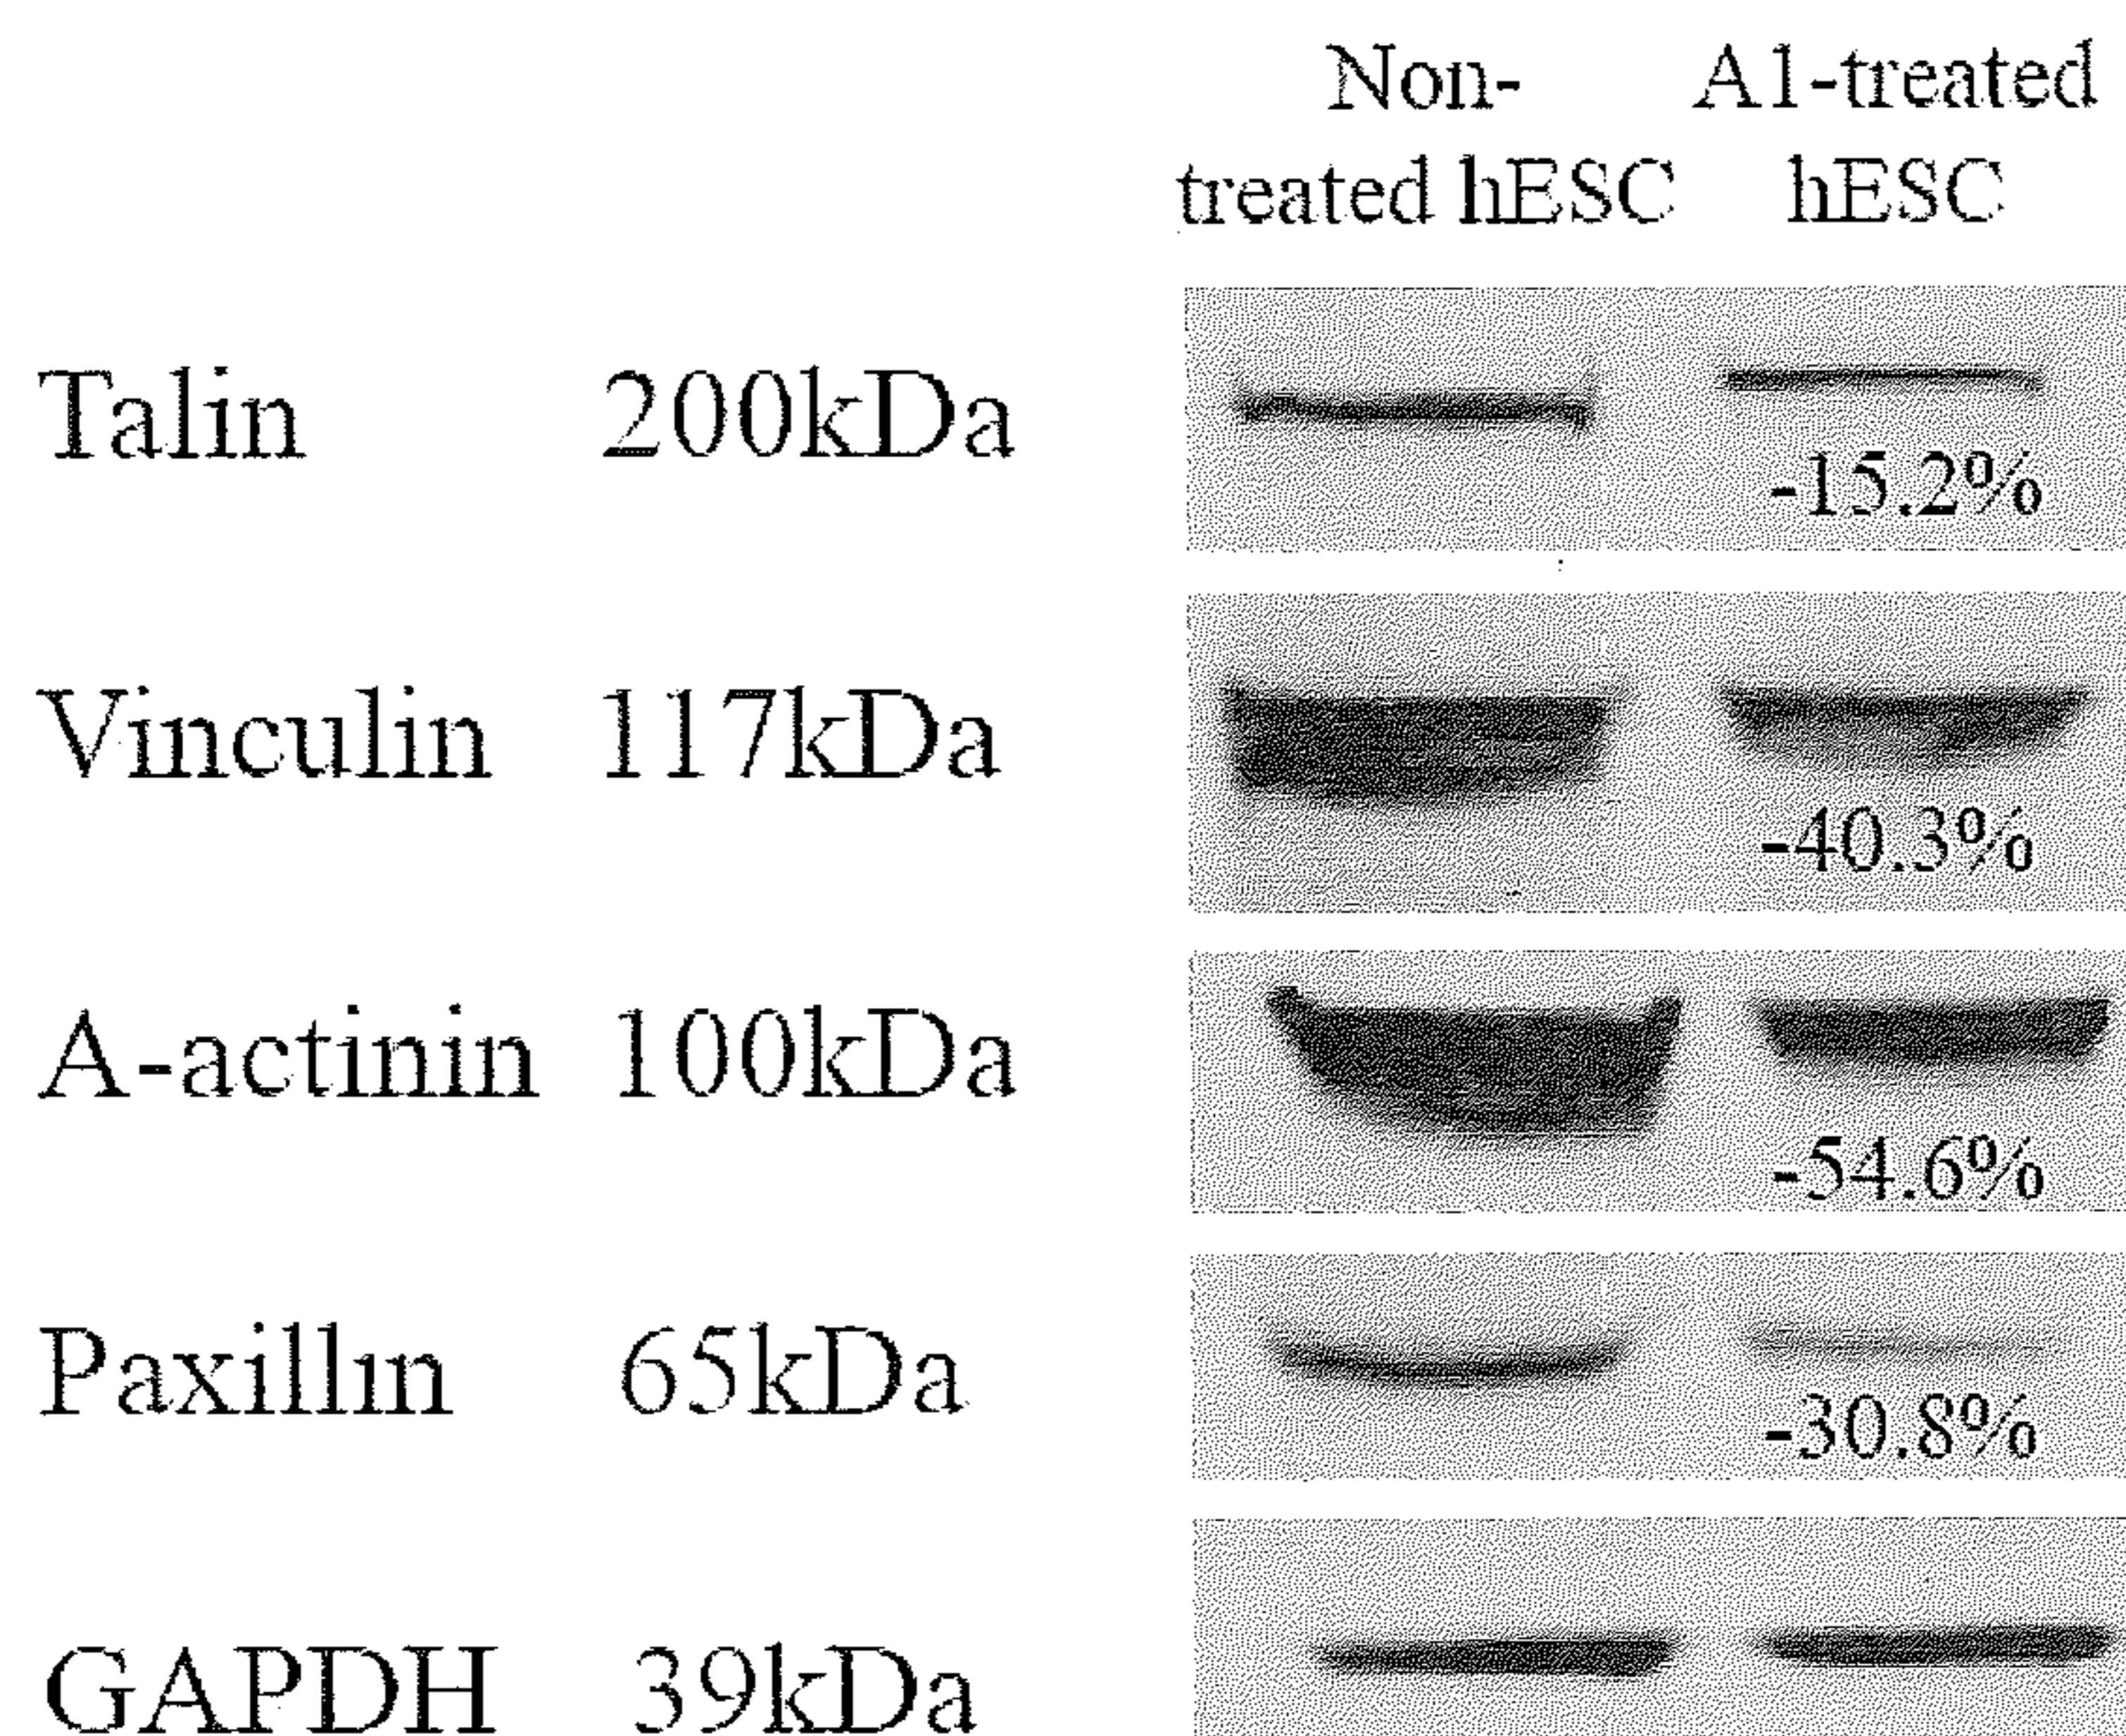 Non-
treated hESC
A1-treated
hESC
Talin 200kDa
-15.2%
Vinculin 117kDa
-40.3%
A-actinin 100kDa
-54.6%
Paxillin 65kDa
-30.8%
GAPDH 39kDa